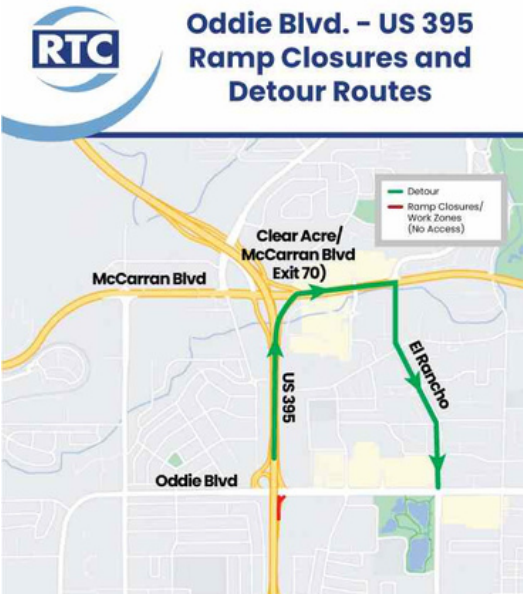 RTC
Oddie Blvd. - US 395
Ramp Closures and
Detour Routes
Detour
Ramp Closures/
Work Zones
(No Access)
Clear Acre/
McCarran Blvd
Exit 70)
McCarran Blvd
El Rancho
US 395
Oddie Blvd